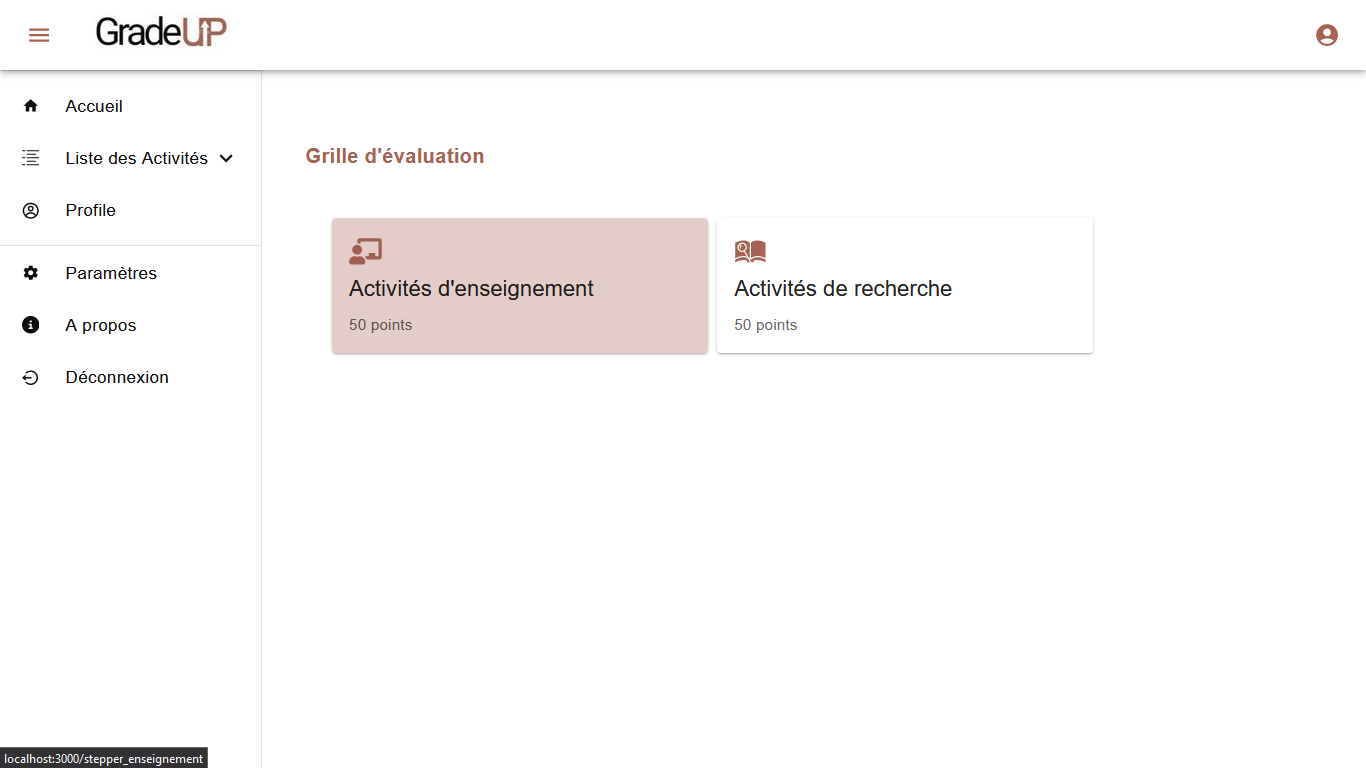 GradeUP
Accueil
Liste des Activités
Profile
Paramètres
A propos
Déconnexion
Grille d'évaluation
Activités d'enseignement
50 points
Activités de recherche
50 points
localhost:3000/stepper_enseignement